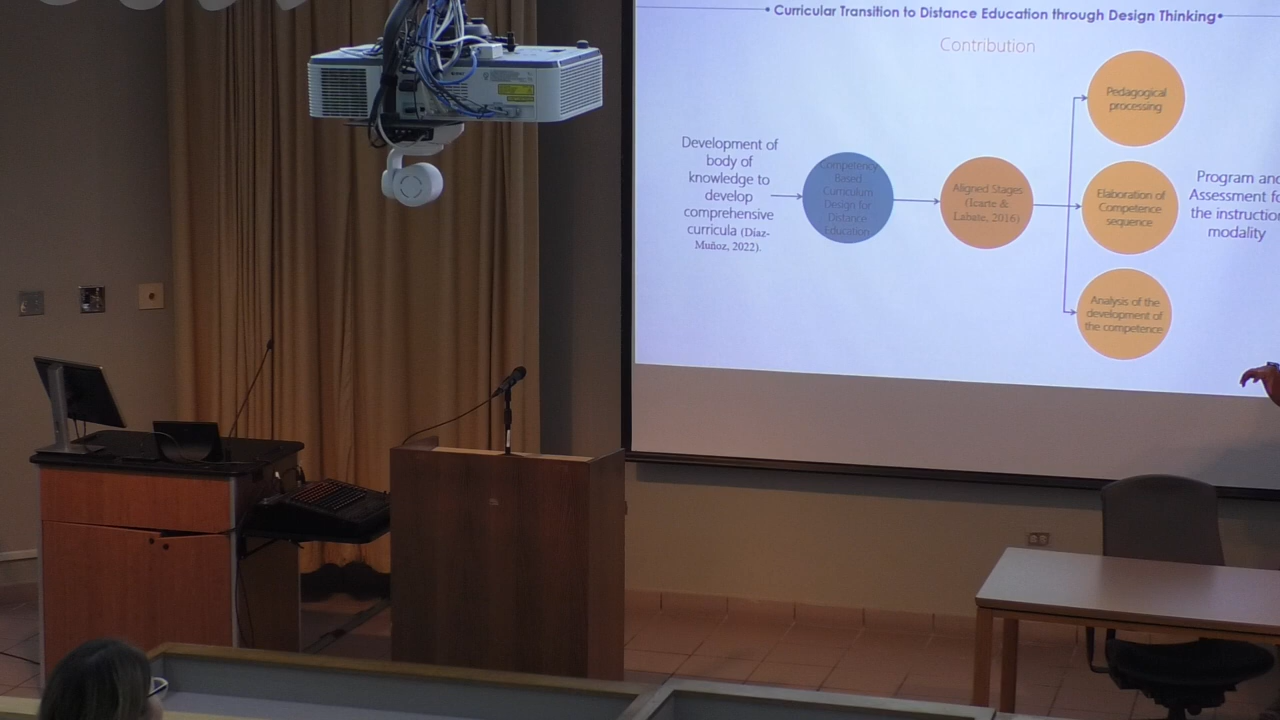 • Curricular Transition to Distance Education through Design Thinking•
Contribution
Development of
body of
knowledge to
develop
comprehensive
curricula (Díaz-
Muñoz, 2022).
Competency
Based
Curriculum
Design for
Distance
Education
Aligned Stages
(Icarte &
Labate, 2016)
Pedagogical
processing
Elaboration of
Competence
sequence
Analysis of the
development of
the competence
Program and
Assessment
the instruction
modality